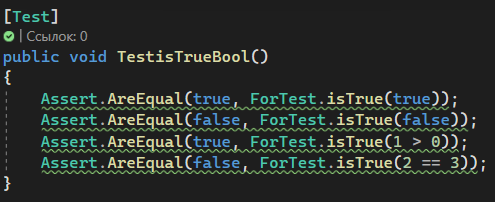 [Test]
| Ссылок: 0
public void TestisTrueBool()
{
Assert.AreEqual(true, ForTest.isTrue(true));
Assert.AreEqual(false, ForTest.isTrue(false));
Assert.AreEqual(true, ForTest.isTrue(1 > 0));
Assert.AreEqual(false, ForTest.isTrue(2 == 3));
}